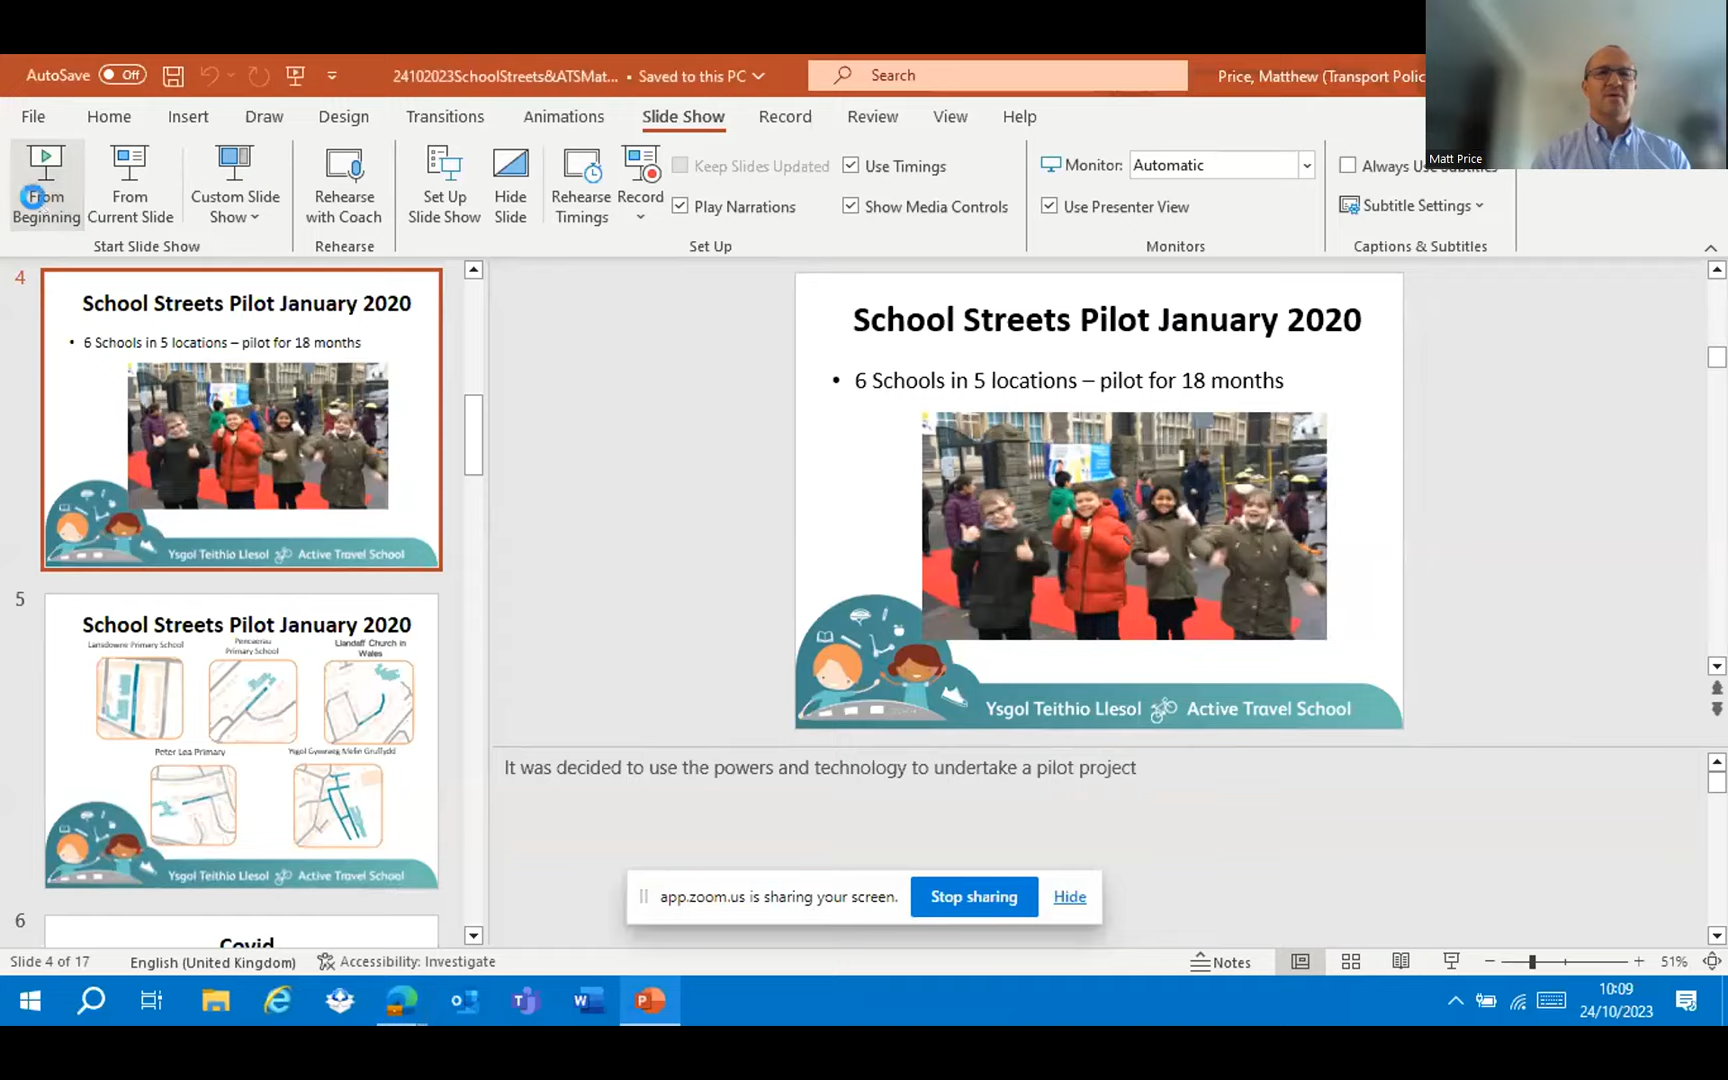 AutoSave Off
24102023SchoolStreets&ATSMat... • Saved to this PC
Search
Price, Matthew (Transport Polic
Matt Price
File Home Insert Draw Design Transitions Animations Slide Show Record Review View Help
From Beginning
From Current Slide
Custom Slide Show
Rehearse with Coach
Set Up Slide Show
Hide Slide
Rehearse Timings
Record
Keep Slides Updated
Use Timings
Play Narrations
Show Media Controls
Monitor: Automatic
Use Presenter View
Always Use Subtitles
Subtitle Settings
Start Slide Show
Rehearse
Set Up
Monitors
Captions & Subtitles
4
School Streets Pilot January 2020
• 6 Schools in 5 locations – pilot for 18 months
Ysgol Teithio Llesol Active Travel School
5
School Streets Pilot January 2020
Lansdowne Primary School
Pencaerau Primary School
Llandaff Church in Wales
Peter Lea Primary
Ysgol Gymraeg Melin Gruffydd
Ysgol Teithio Llesol Active Travel School
6
Covid
School Streets Pilot January 2020
• 6 Schools in 5 locations – pilot for 18 months
Ysgol Teithio Llesol Active Travel School
It was decided to use the powers and technology to undertake a pilot project
app.zoom.us is sharing your screen.
Stop sharing
Hide
Slide 4 of 17
English (United Kingdom)
Accessibility: Investigate
Notes
51%
10:09
24/10/2023